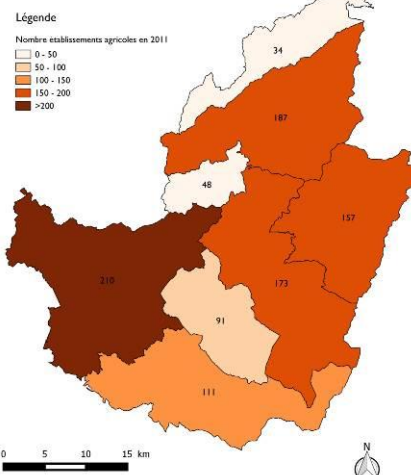 Légende
Nombre établissements agricoles en 2011
0 - 50
50 - 100
100 - 150
150 - 200
>200
34
187
48
157
210
173
91
111
0 5 10 15 km
N